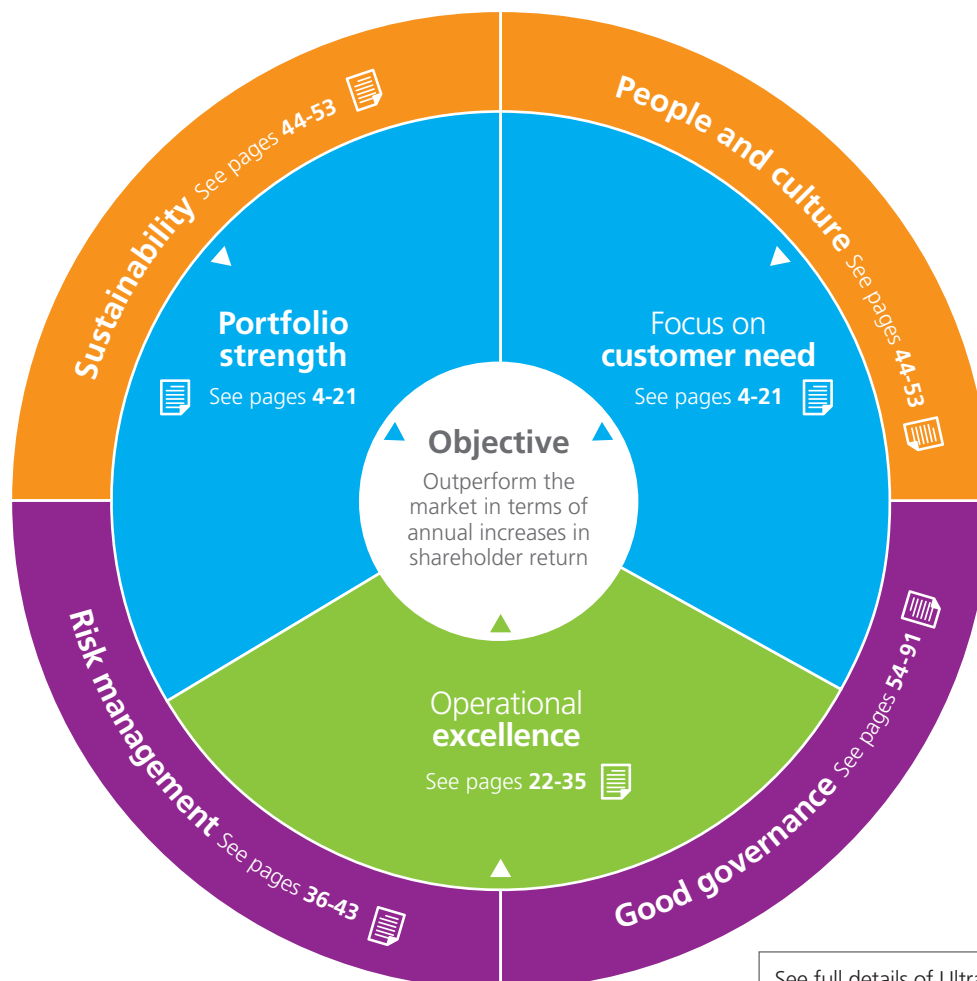 Sustainability See pages 44-53
People and culture See pages 44-53
Portfolio
strength
See pages 4-21
Focus on
customer need
See pages 4-21
Objective
Outperform the
market in terms of
annual increases in
shareholder return
Operational
excellence
See pages 22-35
Risk management See pages 36-43
Good governance See pages 54-91
See full details of Ultra